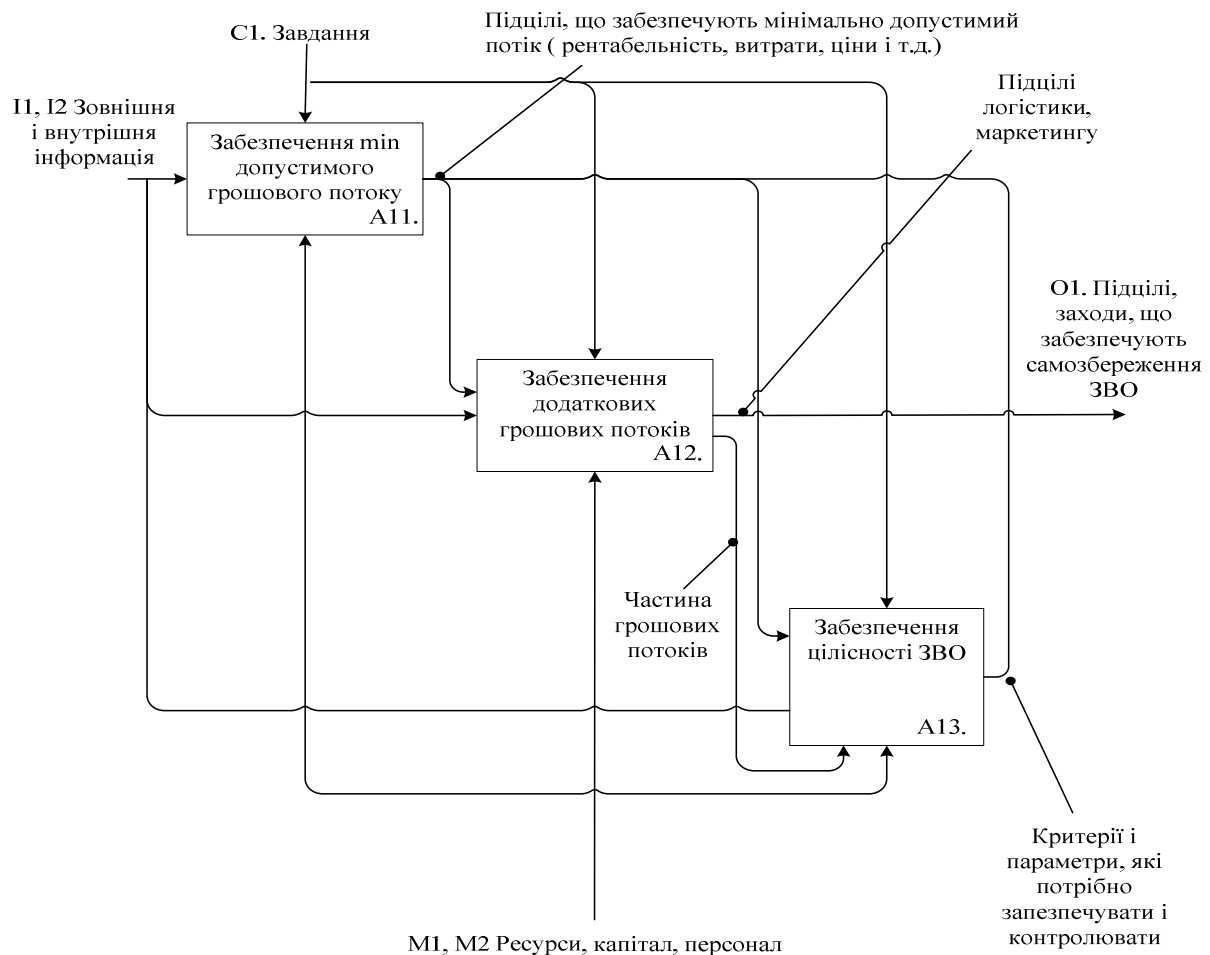 С1. Завдання
Підцілі, що забезпечують мінімально допустимий
потік ( рентабельність, витрати, ціни і т.д.)
Підцілі
логістики,
маркетингу
І1, І2 Зовнішня
і внутрішня
інформація
Забезпечення min
допустимого
грошового потоку
А11.
О1. Підцілі,
заходи, що
забезпечують
самозбереження
ЗВО
Забезпечення
додаткових
грошових потоків
А12.
Частина
грошових
потоків
Забезпечення
цілісності ЗВО
А13.
Критерії і
параметри, які
потрібно
запезпечувати і
контролювати
М1, М2 Ресурси, капітал, персонал